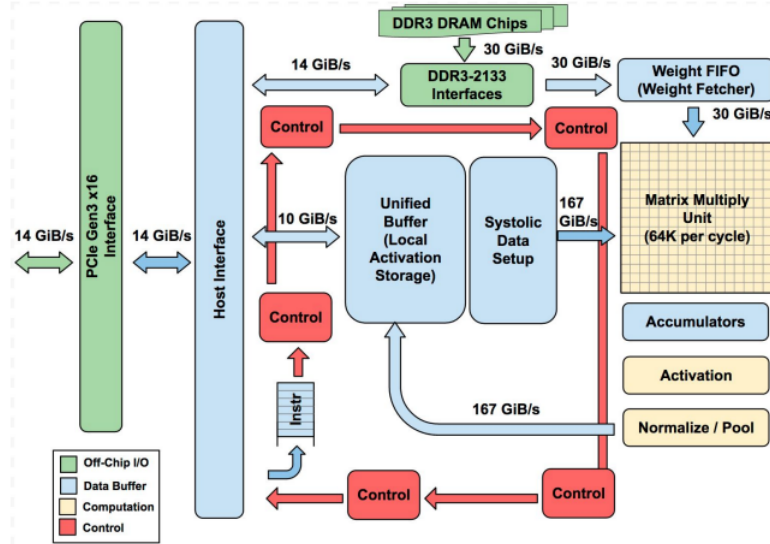 DDR3 DRAM Chips
30 GiB/s
14 GiB/s
DDR3-2133
Interfaces
30 GiB/s
Weight FIFO
(Weight Fetcher)
30 GiB/s
Control
Control
PCIe Gen3 x16
Interface
14 GiB/s
14 GiB/s
Host Interface
10 GiB/s
Unified
Buffer
(Local
Activation
Storage)
Systolic
Data
Setup
167
GiB/s
Matrix Multiply
Unit
(64K per cycle)
Control
Accumulators
Activation
Instr
167 GiB/s
Normalize / Pool
Off-Chip I/O
Data Buffer
Computation
Control
Control
Control